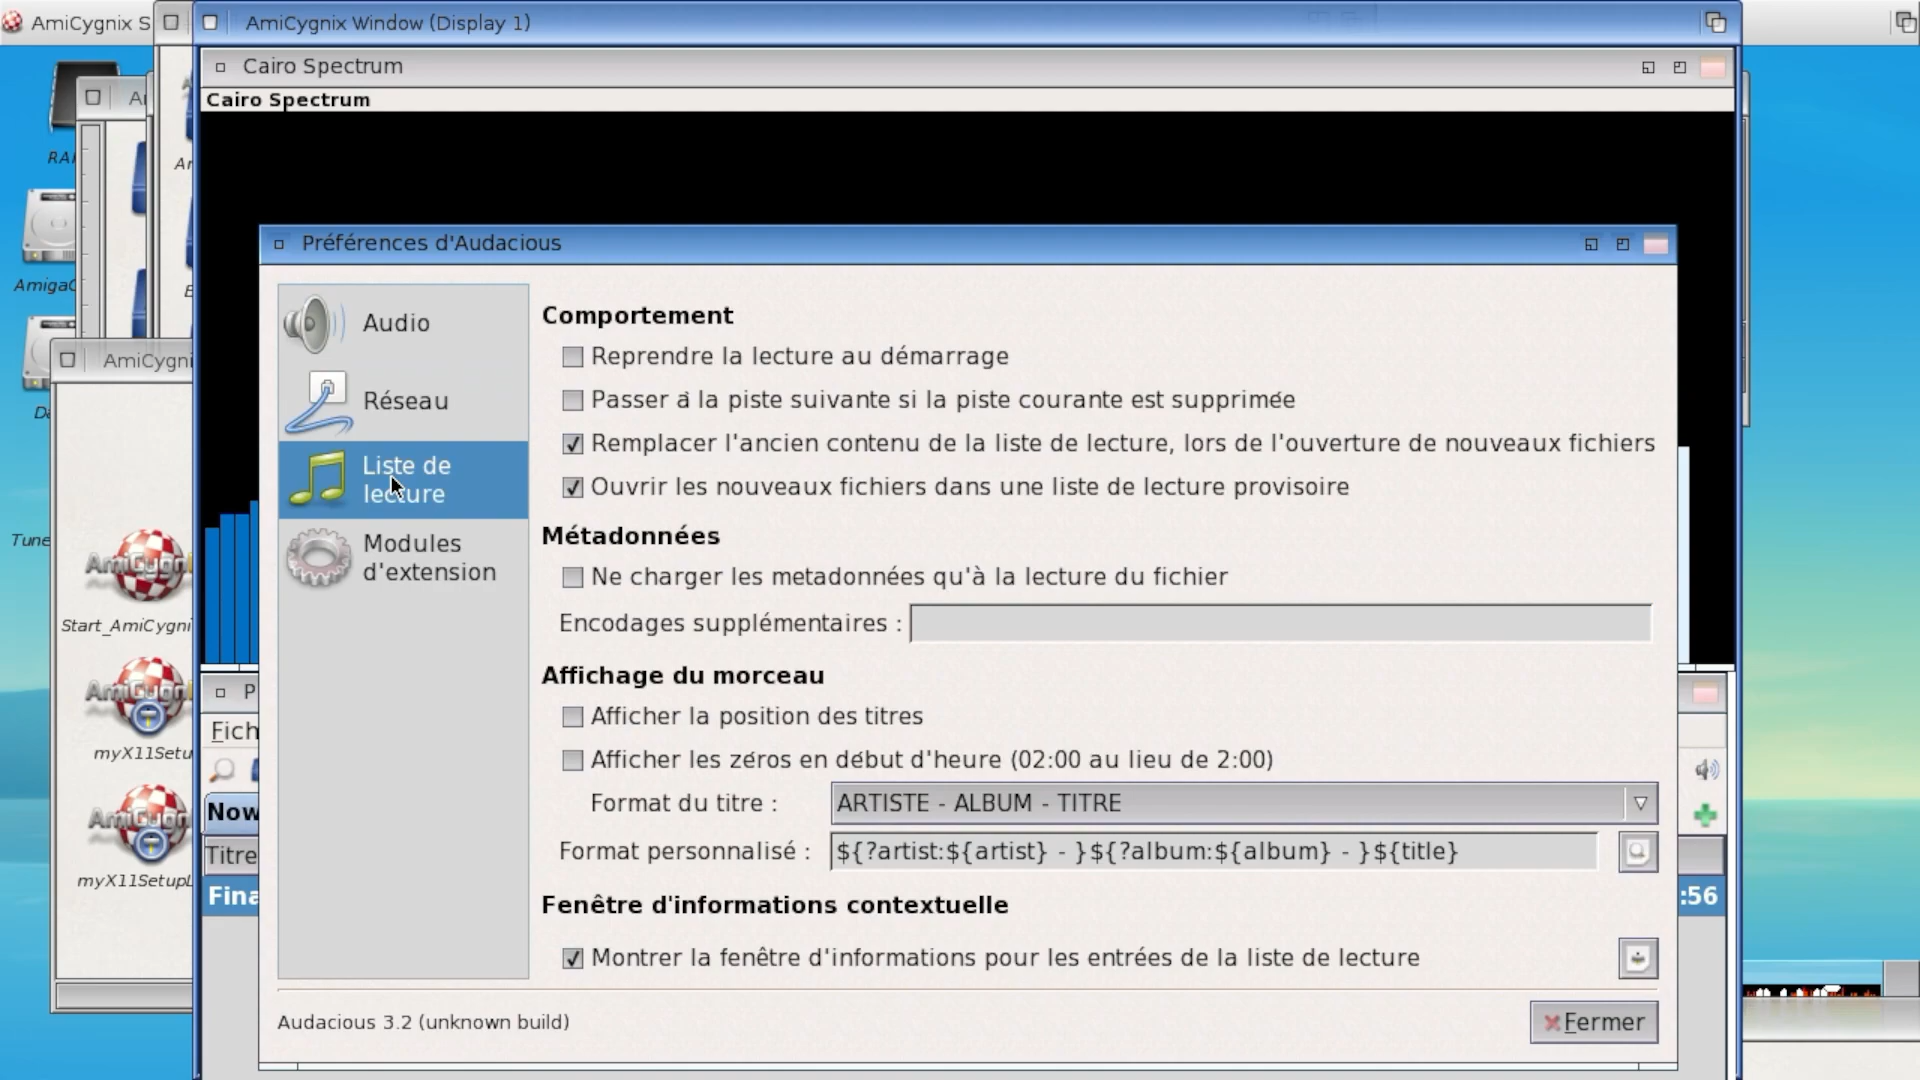 AmiCygnix S
AmiCygnix Window (Display 1)
Cairo Spectrum
Cairo Spectrum
Préférences d'Audacious
Audio
Réseau
Liste de
lecture
Modules
d'extension
Comportement
Reprendre la lecture au démarrage
Passer à la piste suivante si la piste courante est supprimée
Remplacer l'ancien contenu de la liste de lecture, lors de l'ouverture de nouveaux fichiers
Ouvrir les nouveaux fichiers dans une liste de lecture provisoire
Métadonnées
Ne charger les metadonnées qu'à la lecture du fichier
Encodages supplémentaires :
Affichage du morceau
Afficher la position des titres
Afficher les zéros en début d'heure (02:00 au lieu de 2:00)
Format du titre :
ARTISTE - ALBUM - TITRE
Format personnalisé :
${?artist:${artist} - }${?album:${album} - }${title}
Fenêtre d'informations contextuelle
Montrer la fenêtre d'informations pour les entrées de la liste de lecture
Audacious 3.2 (unknown build)
Fermer
P
Fich
Now
Titre
Fina
:56
RA
AmigaC
Tune
AmiCygni
Start_AmiCygni
myX11Setu
myX11SetupL